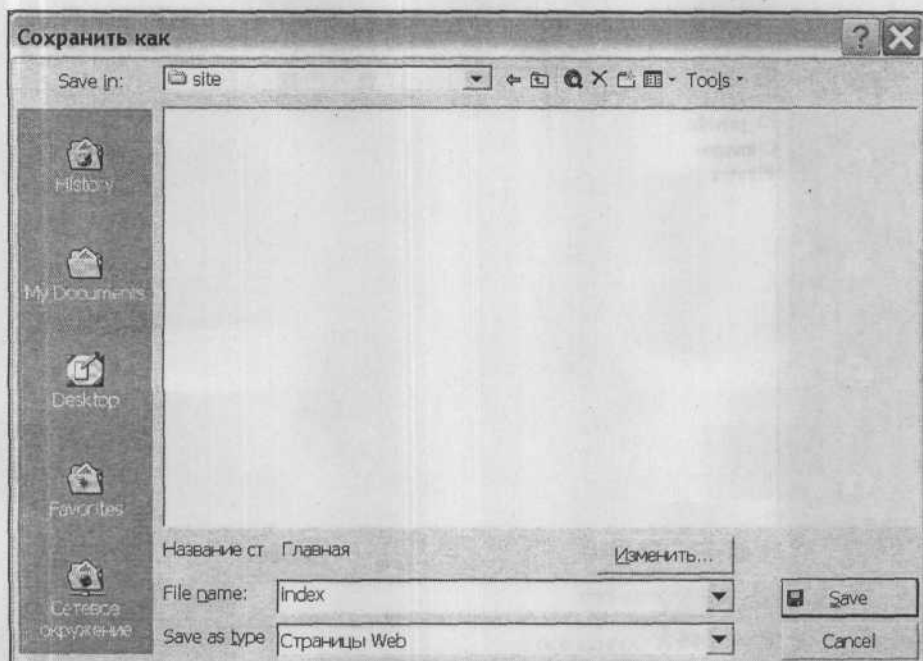 Сохранить как
Save in: site Tools
History
My Documents
Desktop
Favorites
Сетевое
окружение
Название ст Главная Изменить...
File name: Index Save
Save as type Страницы Web Cancel